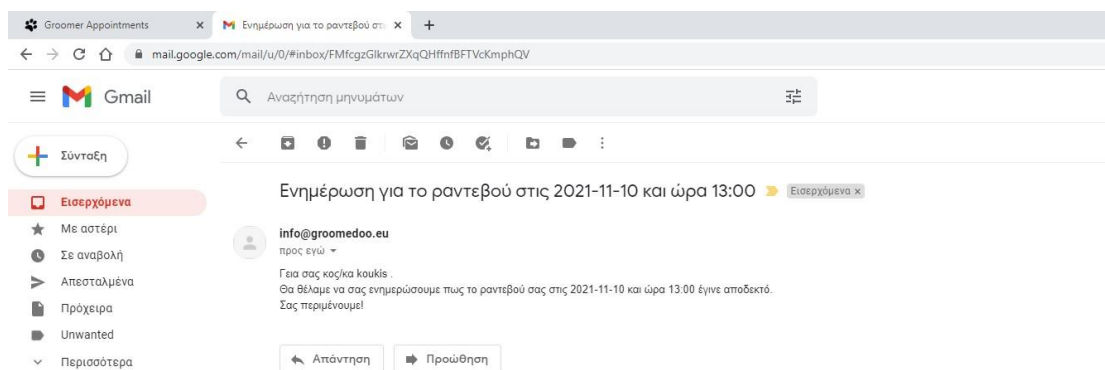 Groomer Appointments
Ενημέρωση για το ραντεβού στι
mail.google.com/mail/u/0/#inbox/FMfcgzGlkrwrZXqQHffnfBFTVcKmphQV
Gmail
Αναζήτηση μηνυμάτων
Σύνταξη
Εισερχόμενα
Με αστέρι
Σε αναβολή
Απεσταλμένα
Πρόχειρα
Unwanted
Περισσότερα
Ενημέρωση για το ραντεβού στις 2021-11-10 και ώρα 13:00 Εισερχόμενα x
info@groomedoo.eu
προς εγώ
Γεια σας κος/κα koukis .
Θα θέλαμε να σας ενημερώσουμε πως το ραντεβού σας στις 2021-11-10 και ώρα 13:00 έγινε αποδεκτό.
Σας περιμένουμε!
Απάντηση
Προώθηση